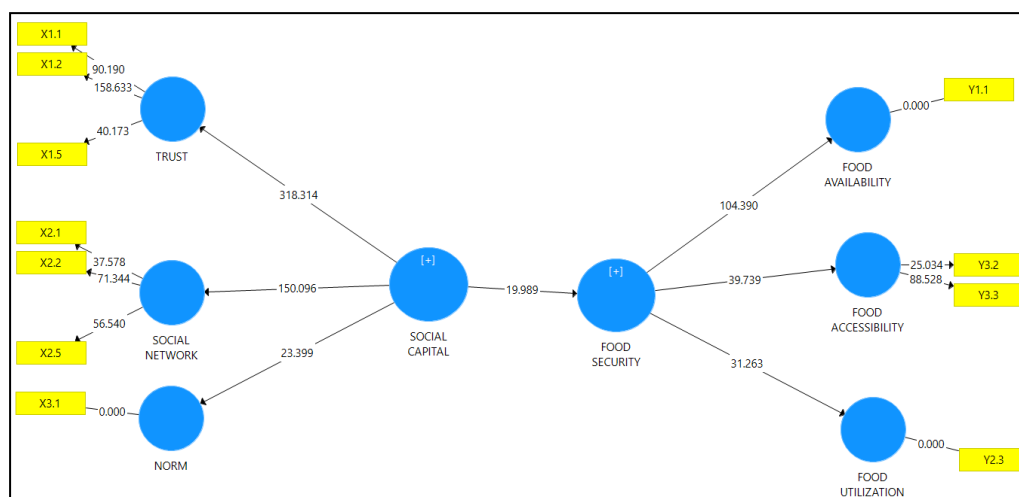 X1.1
X1.2
90.190
158.633
X1.5
40.173
TRUST
318.314
X2.1
X2.2
37.578
71.344
X2.5
56.540
SOCIAL
NETWORK
150.096
X3.1
0.000
NORM
23.399
[+]
SOCIAL
CAPITAL
19.989
[+]
FOOD
SECURITY
104.390
39.739
31.263
Y1.1
0.000
FOOD
AVAILABILITY
25.034
88.528
Y3.2
Y3.3
FOOD
ACCESSIBILITY
0.000
Y2.3
FOOD
UTILIZATION